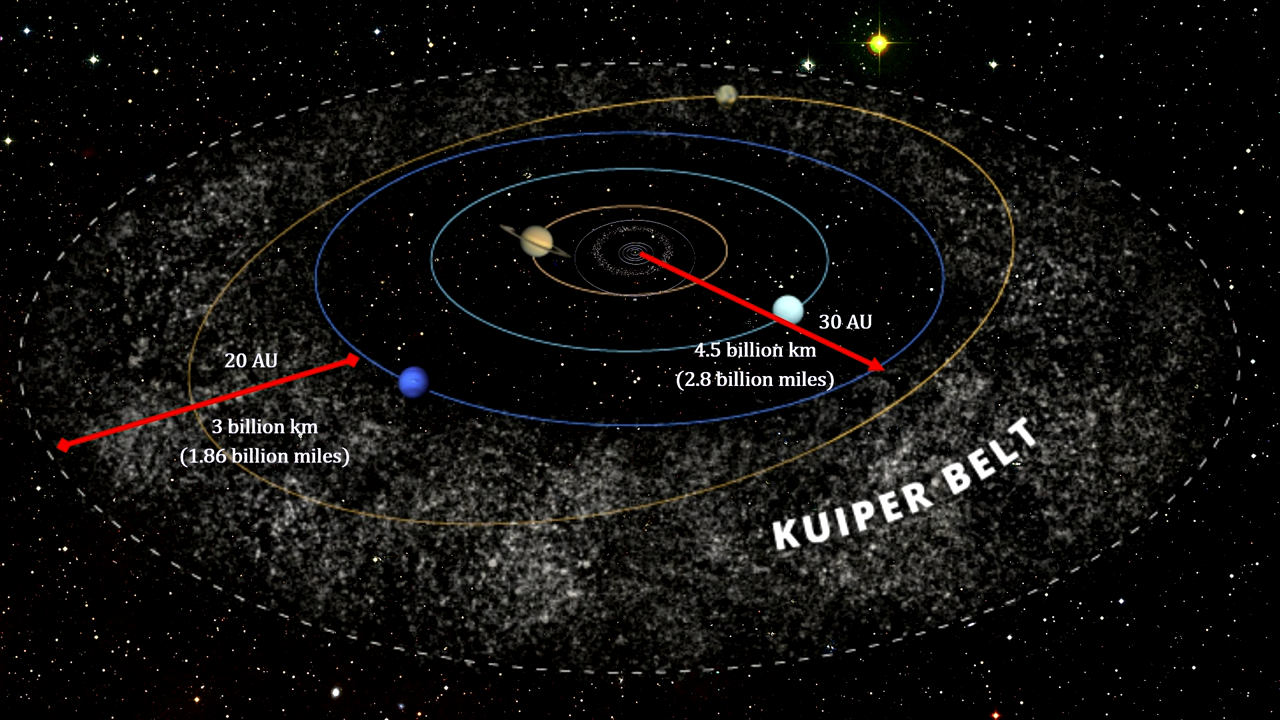 30 AU
4.5 billion km
(2.8 billion miles)
20 AU
3 billion km
(1.86 billion miles)
KUIPER BELT